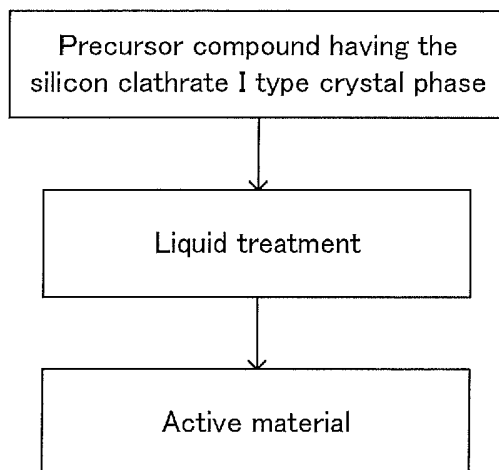 Precursor compound having the
silicon clathrate I type crystal phase
Liquid treatment
Active material